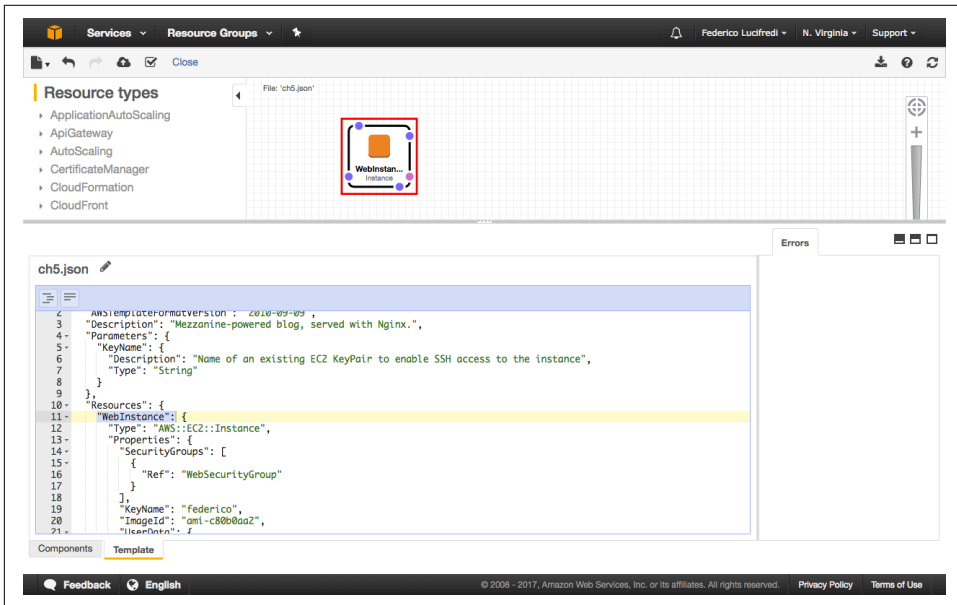 Services Resource Groups Federico Lucifredi N. Virginia Support
Close
Resource types
ApplicationAutoScaling
ApiGateway
AutoScaling
CertificateManager
CloudFormation
CloudFront
File: 'ch5.json'
WebInstan...
Instance
Errors
ch5.json
2 "AWSTemplateFormatVersion": "2010-09-09",
3 "Description": "Mezzanine-powered blog, served with Nginx.",
4 "Parameters": {
5 "KeyName": {
6 "Description": "Name of an existing EC2 KeyPair to enable SSH access to the instance",
7 "Type": "String"
8 }
9 },
10 "Resources": {
11 "WebInstance": {
12 "Type": "AWS::EC2::Instance",
13 "Properties": {
14 "SecurityGroups": [
15 {
16 "Ref": "WebSecurityGroup"
17 }
18 ],
19 "KeyName": "federico",
20 "ImageId": "ami-c80b0aa2",
21 "UserData": {
Components Template
Feedback English © 2008 - 2017, Amazon Web Services, Inc. or its affiliates. All rights reserved. Privacy Policy Terms of Use